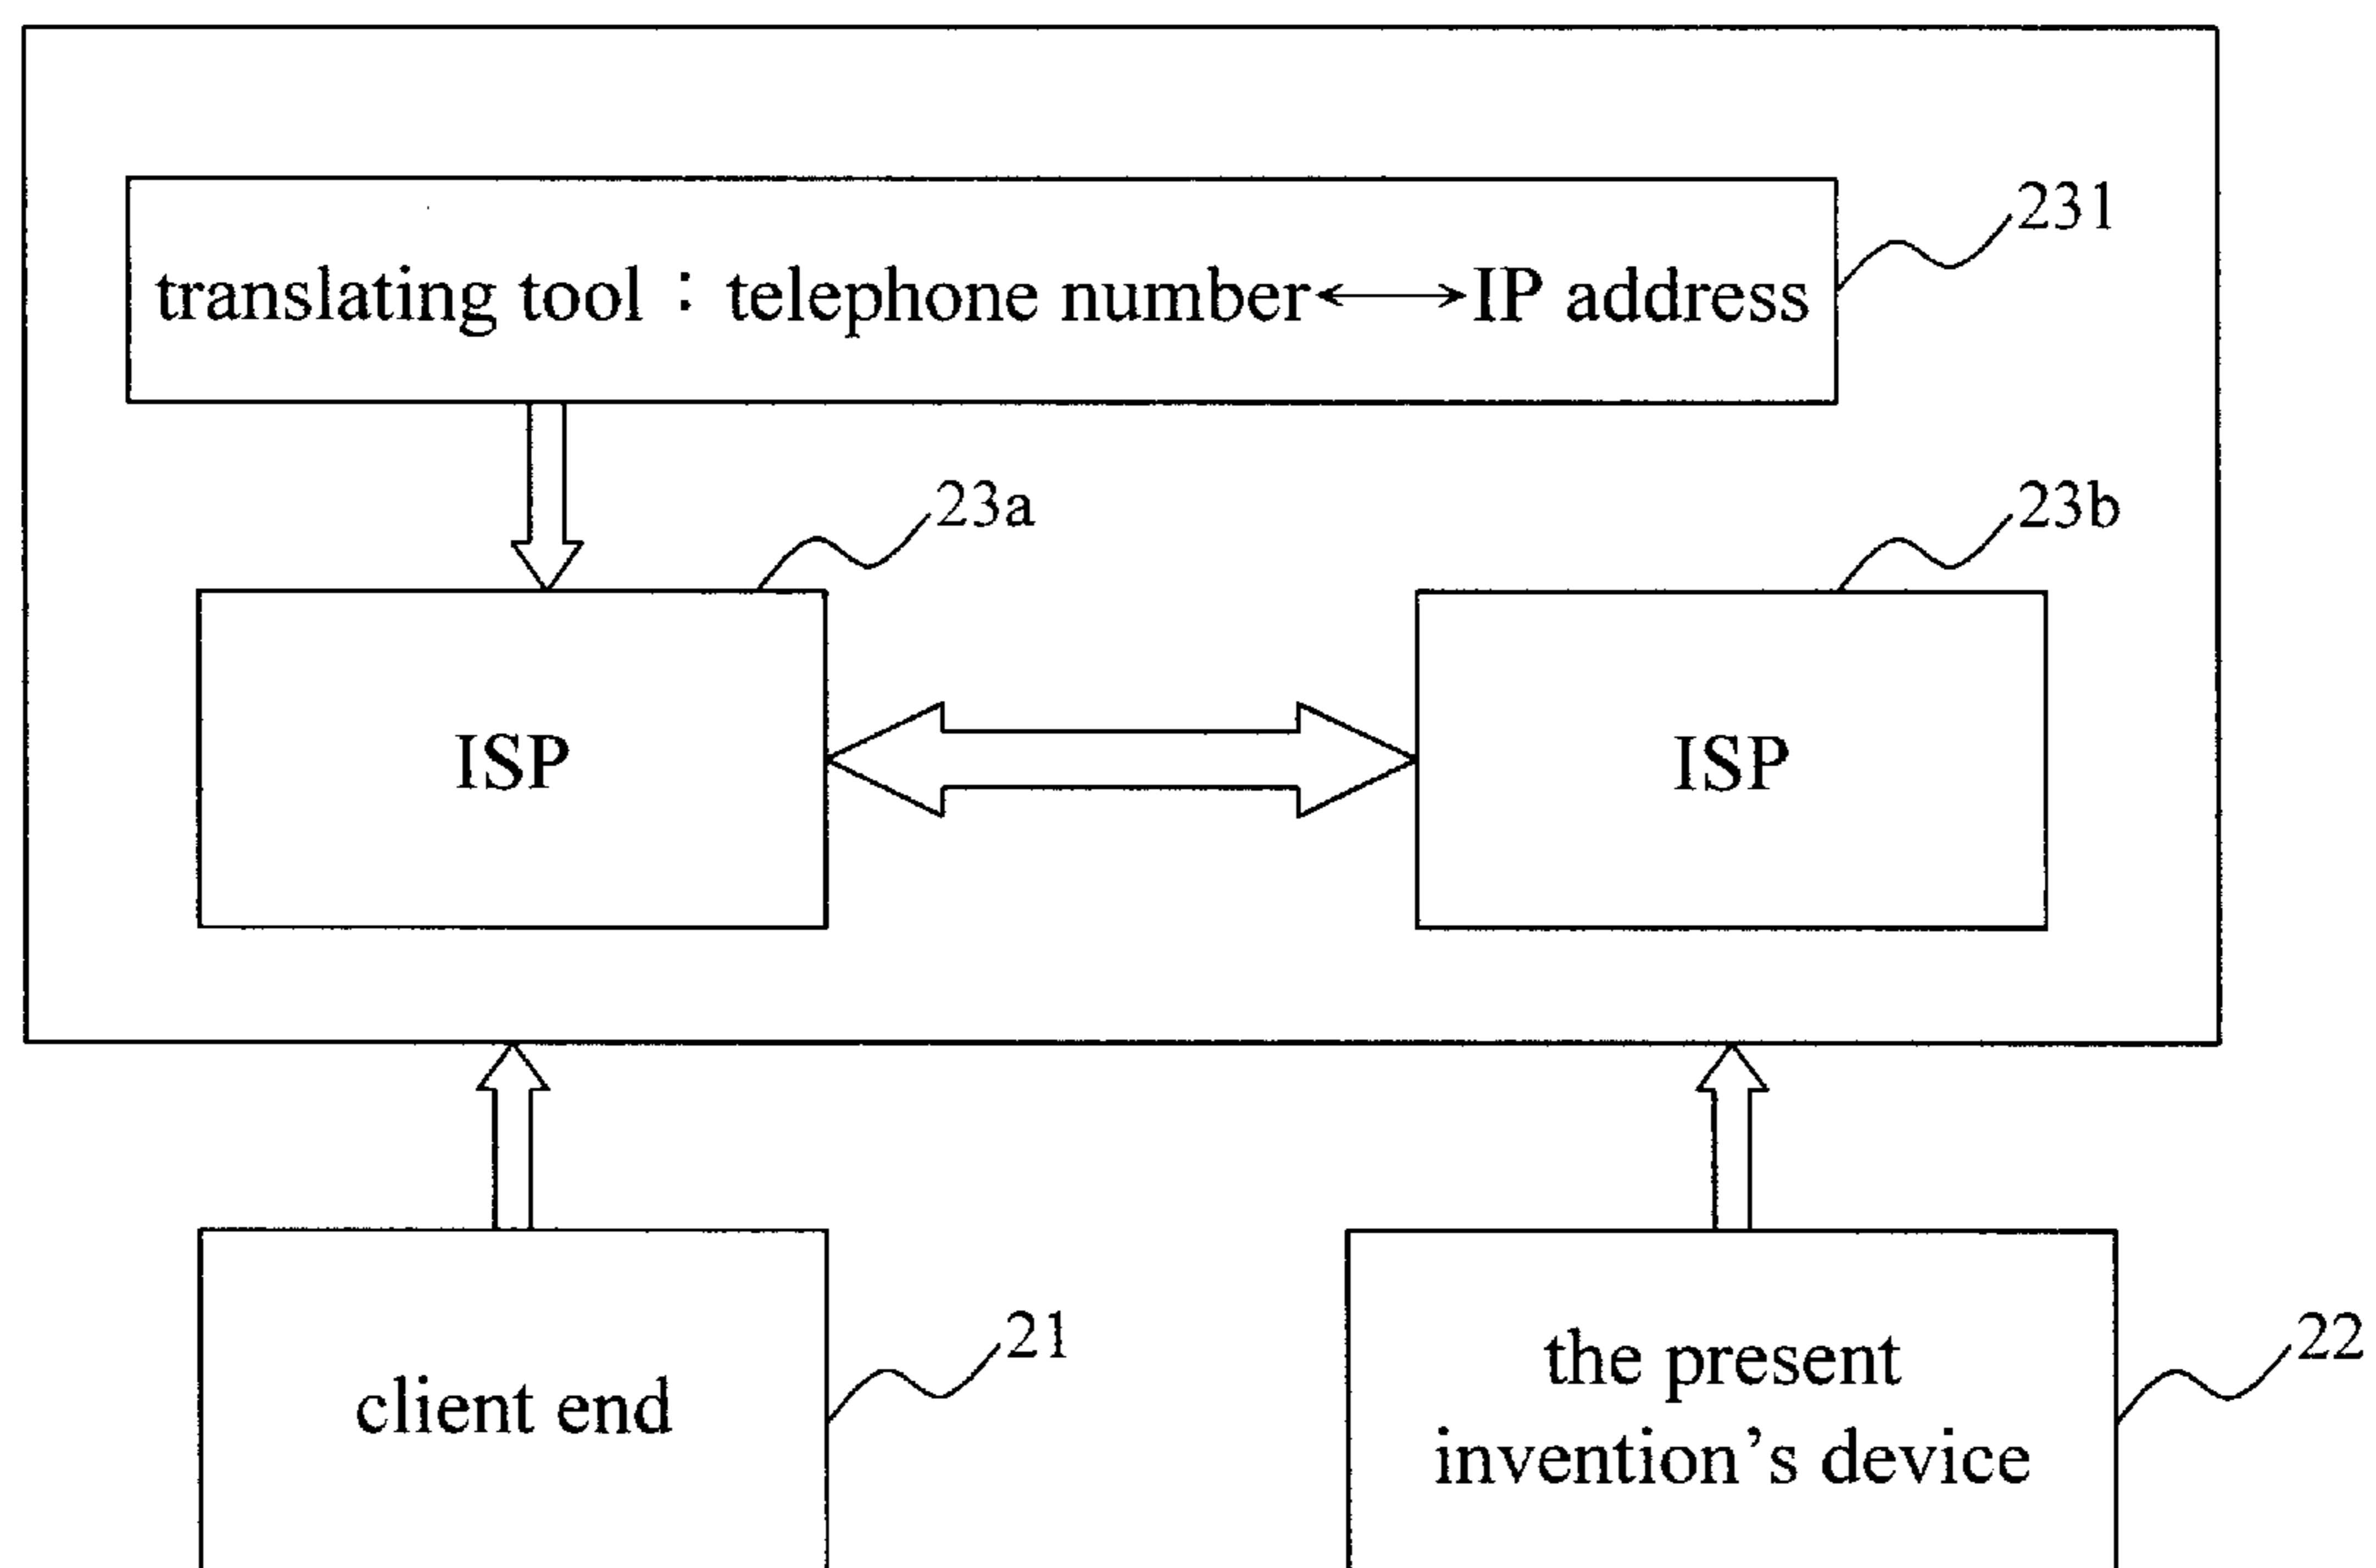 231
translating tool : telephone number⟷IP address
23a
23b
ISP
ISP
21
22
client end
the present
invention's device